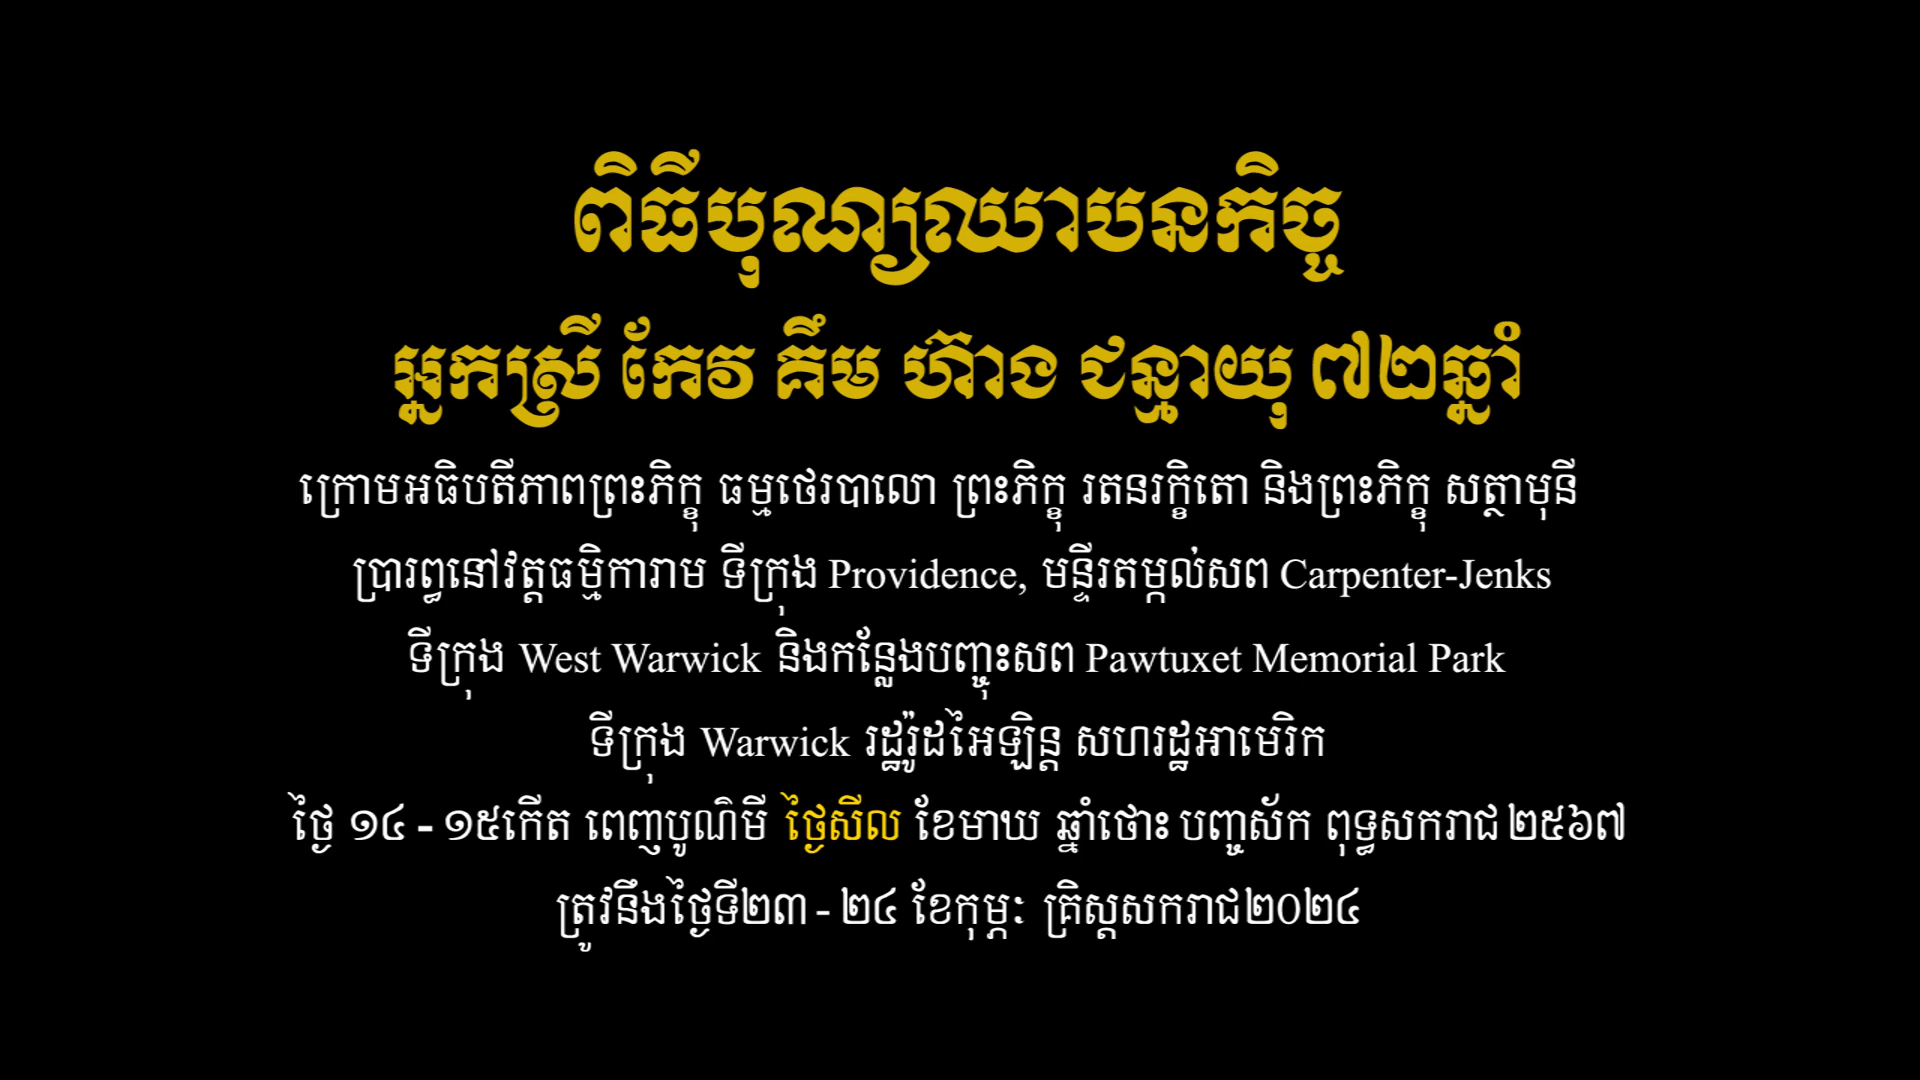 ពិធីបុណ្យឈាបនកិច្ច
អ្នកស្រី កែវ គឹម ហ៊ាង ជន្មាយុ ៧២ឆ្នាំ
ក្រោមអធិបតីភាពព្រះភិក្ខុ ធម្មថេរបាលោ ព្រះភិក្ខុ រតនរក្ខិតោ និងព្រះភិក្ខុ សត្ថាមុនី
ប្រារព្ធនៅវត្តធម្មិការាម ទីក្រុង Providence, មន្ទីរតម្កល់សព Carpenter-Jenks
ទីក្រុង West Warwick និងកន្លែងបញ្ចុះសព Pawtuxet Memorial Park
ទីក្រុង Warwick រដ្ឋរ៉ូដអៃឡិន្ត សហរដ្ឋអាមេរិក
ថ្ងៃ ១៤ - ១៥កើត ពេញបូណ៌មី ថ្ងៃសីល ខែមាឃ ឆ្នាំថោះ បញ្ចស័ក ពុទ្ធសករាជ ២៥៦៧
ត្រូវនឹងថ្ងៃទី២៣ - ២៤ ខែកុម្ភៈ គ្រិស្តសករាជ២០២៤